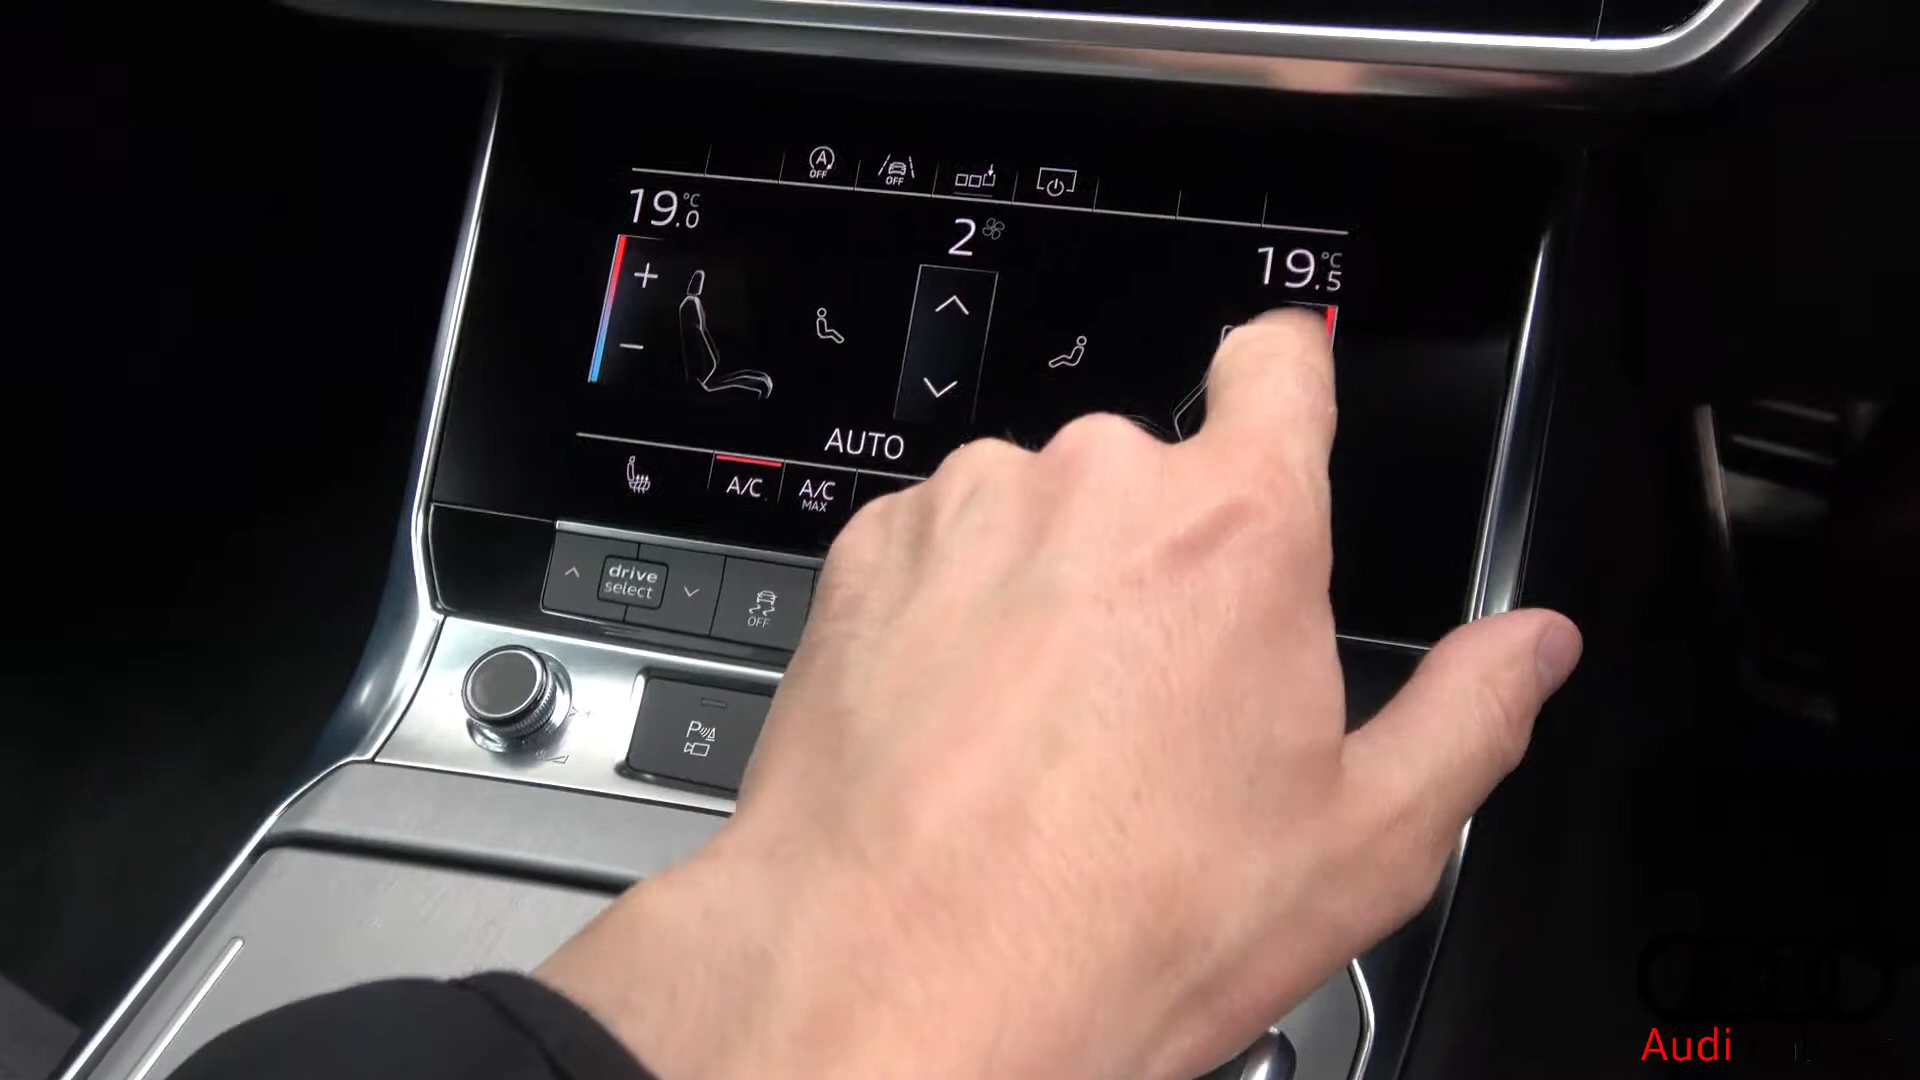 A
OFF
OFF
19.0 °C
2
19.5 °C
AUTO
A/C
A/C
MAX
drive
select
OFF
P
Audi